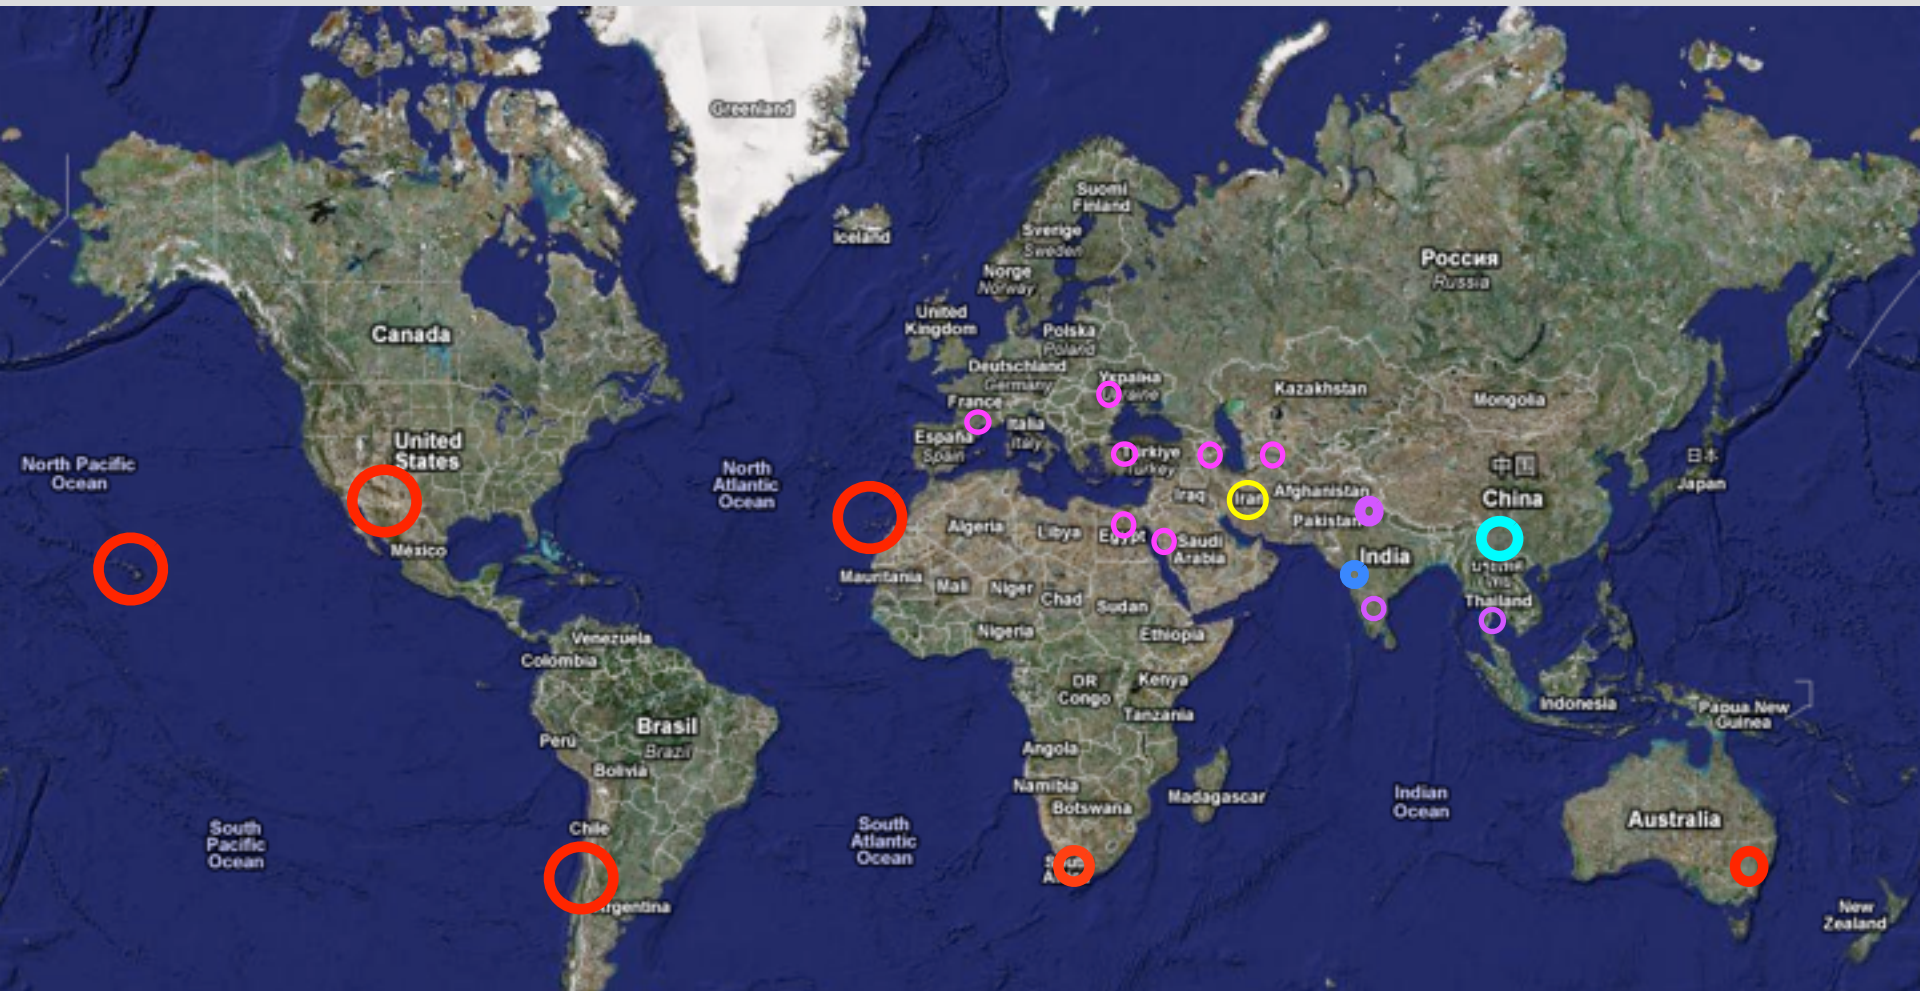 Greenland
Iceland
Suomi
Finland
Sverige
Sweden
Norge
Norway
Россия
Russia
United
Kingdom
Polska
Poland
Canada
Deutschland
Germany
Україна
Kazakhstan
Mongolia
France
Italia
Italy
España
Spain
United
States
North Pacific
Ocean
North
Atlantic
Ocean
Türkiye
Turkey
中国
China
日本
Japan
Iraq
Iran
Afghanistan
Pakistan
Algeria
Libya
Egypt
Saudi
Arabia
México
India
Mauritania
Mali
Niger
Chad
Sudan
Thailand
Nigeria
Ethiopia
Venezuela
Colombia
DR
Congo
Kenya
Tanzania
Indonesia
Papua New
Guinea
Brasil
Brazil
Perú
Bolivia
Angola
Namibia
Botswana
Madagascar
Indian
Ocean
Australia
Chile
South
Pacific
Ocean
South
Atlantic
Ocean
South
Argentina
New
Zealand